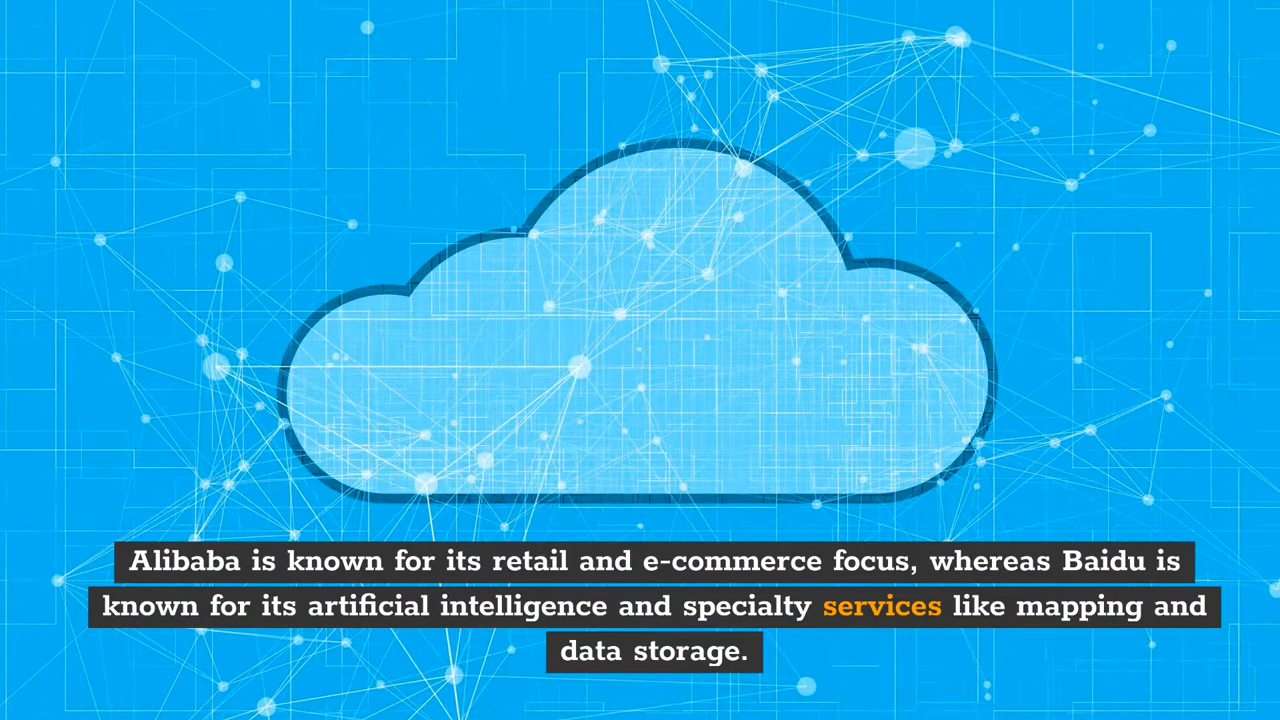 Alibaba is known for its retail and e-commerce focus, whereas Baidu is
known for its artificial intelligence and specialty services like mapping and
data storage.